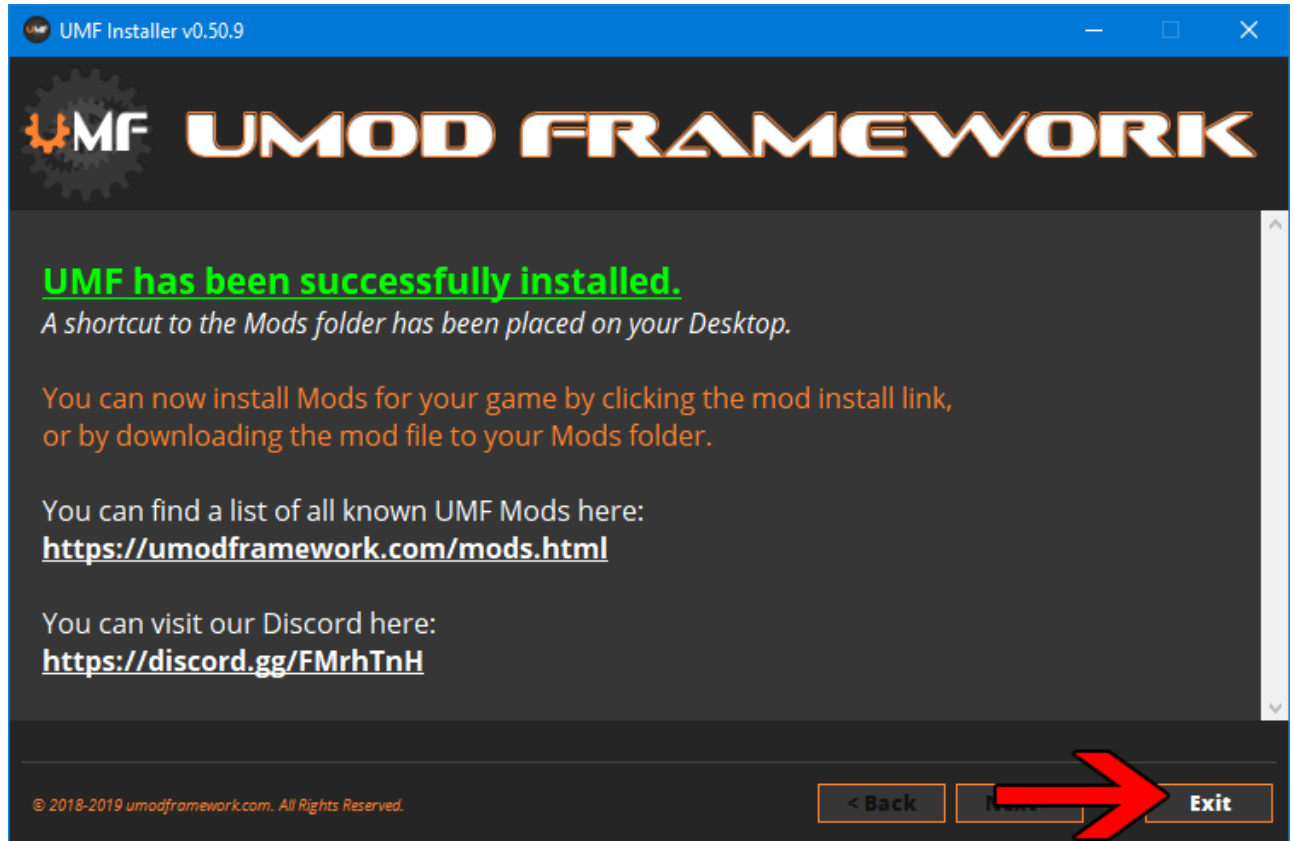 UMF Installer v0.50.9
UMF UMOD FRAMEWORK
UMF has been successfully installed.
A shortcut to the Mods folder has been placed on your Desktop.
You can now install Mods for your game by clicking the mod install link,
or by downloading the mod file to your Mods folder.
You can find a list of all known UMF Mods here:
https://umodframework.com/mods.html
You can visit our Discord here:
https://discord.gg/FMrhTnH
© 2018-2019 umodframework.com. All Rights Reserved.
< Back Exit